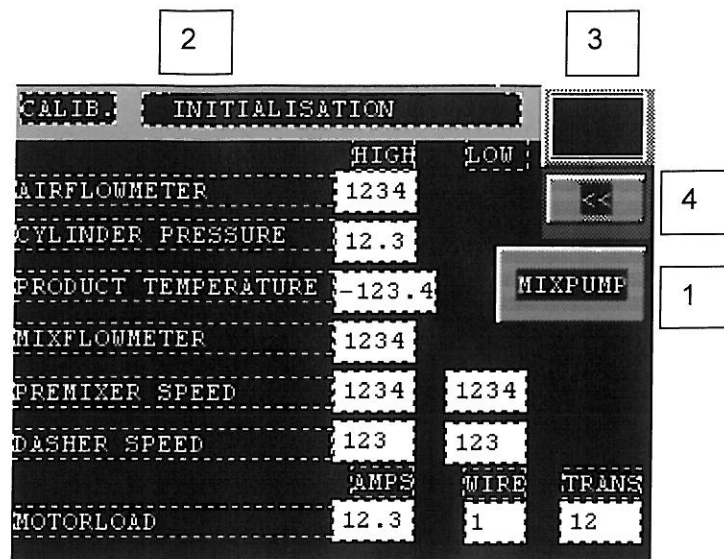 2 3
CALIB. INITIALISATION
HIGH LOW
AIRFLOWMETER 1234 << 4
CYLINDER PRESSURE 12.3
PRODUCT TEMPERATURE -123.4 MIXPUMP 1
MIXFLOWMETER 1234
PREMIXER SPEED 1234 1234
DASHER SPEED 123 123
AMPS WIRE TRANS
MOTORLOAD 12.3 1 12